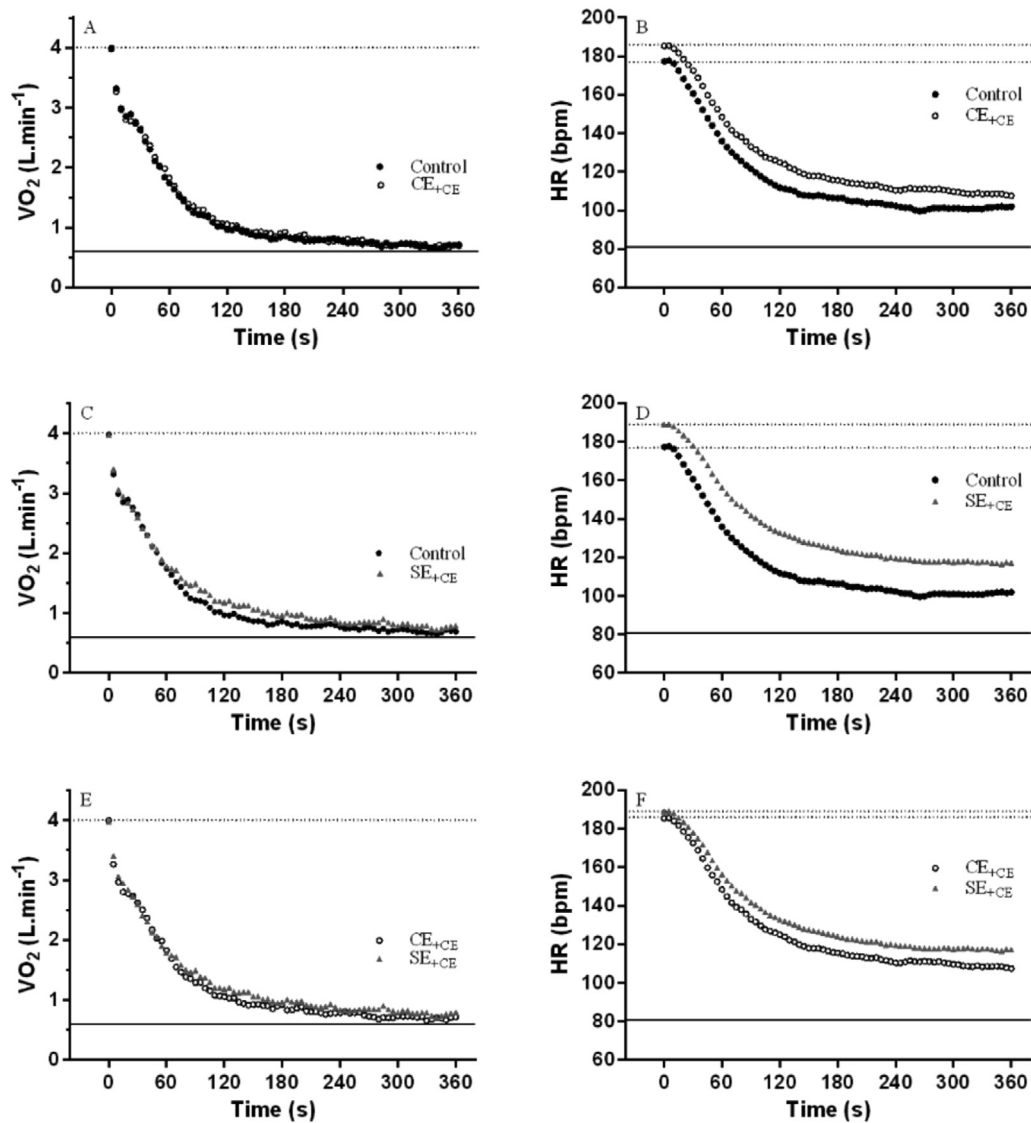 A
VO₂ (L.min⁻¹)
4
3
2
1
0
Control
CE+CE
0 60 120 180 240 300 360
Time (s)
B
HR (bpm)
200
180
160
140
120
100
80
60
Control
CE+CE
0 60 120 180 240 300 360
Time (s)
C
VO₂ (L.min⁻¹)
4
3
2
1
0
Control
SE+CE
0 60 120 180 240 300 360
Time (s)
D
HR (bpm)
200
180
160
140
120
100
80
60
Control
SE+CE
0 60 120 180 240 300 360
Time (s)
E
VO₂ (L.min⁻¹)
4
3
2
1
0
CE+CE
SE+CE
0 60 120 180 240 300 360
Time (s)
F
HR (bpm)
200
180
160
140
120
100
80
60
CE+CE
SE+CE
0 60 120 180 240 300 360
Time (s)